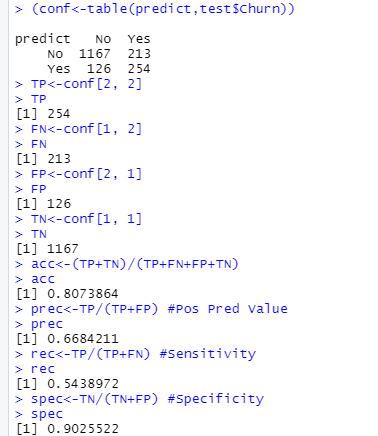 > (conf<-table(predict,test$Churn))
predict   No  Yes
    No  1167  213
    Yes  126  254
> TP<-conf[2, 2]
> TP
[1] 254
> FN<-conf[1, 2]
> FN
[1] 213
> FP<-conf[2, 1]
> FP
[1] 126
> TN<-conf[1, 1]
> TN
[1] 1167
> acc<-(TP+TN)/(TP+FN+FP+TN)
> acc
[1] 0.8073864
> prec<-TP/(TP+FP) #Pos Pred Value
> prec
[1] 0.6684211
> rec<-TP/(TP+FN) #Sensitivity
> rec
[1] 0.5438972
> spec<-TN/(TN+FP) #Specificity
> spec
[1] 0.9025522